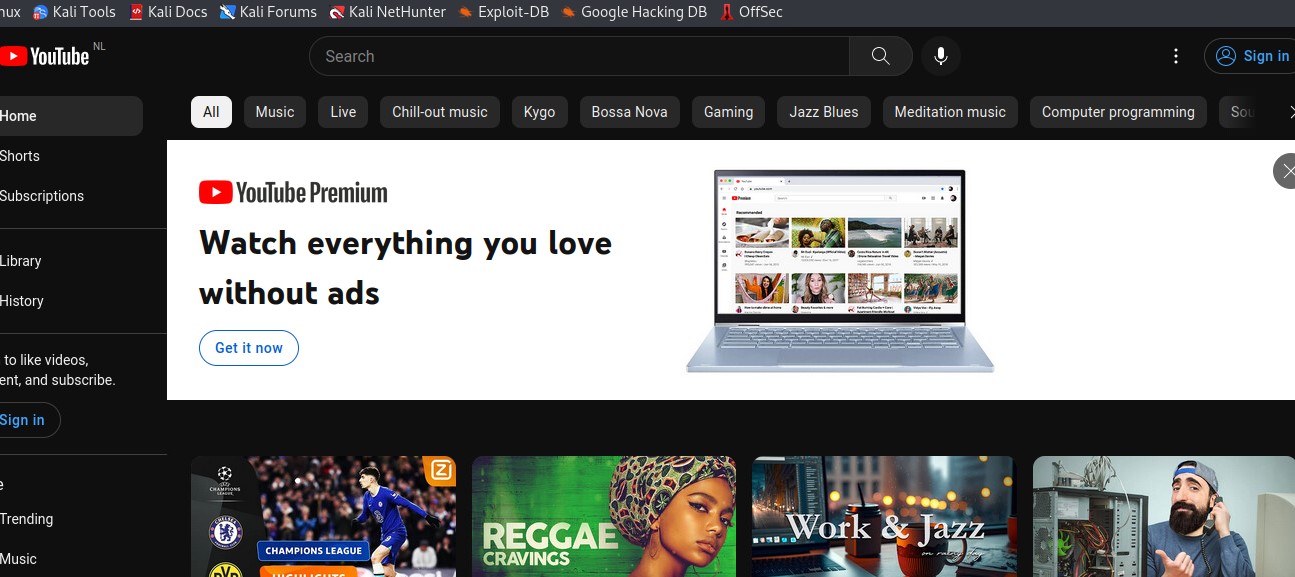 nux Kali Tools Kali Docs Kali Forums Kali NetHunter Exploit-DB Google Hacking DB OffSec
YouTube NL
Search
Sign in
Home
Shorts
Subscriptions
Library
History
to like videos,
ent, and subscribe.
Sign in
e
Trending
Music
All Music Live Chill-out music Kygo Bossa Nova Gaming Jazz Blues Meditation music Computer programming Sou
YouTube Premium
Watch everything you love
without ads
Get it now
Recommended
CHAMPIONS
LEAGUE
CHAMPIONS LEAGUE
HIGHLIGHTS
REGGAE
CRAVINGS
Work & Jazz
on rainy day